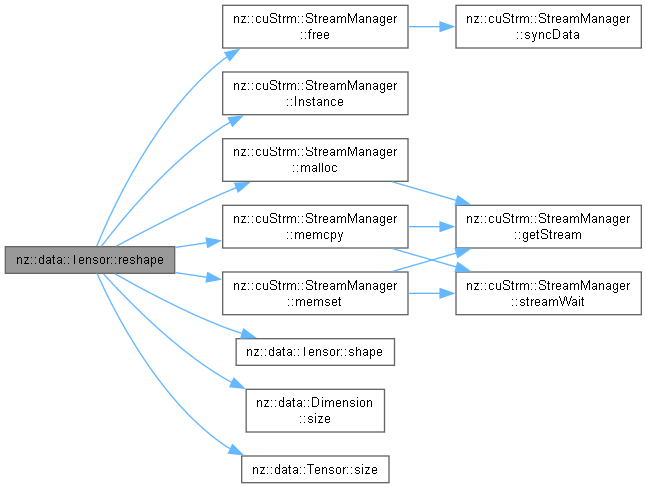 nz::data::Tensor::reshape
nz::cuStrm::StreamManager
::free
nz::cuStrm::StreamManager
::syncData
nz::cuStrm::StreamManager
::Instance
nz::cuStrm::StreamManager
::malloc
nz::cuStrm::StreamManager
::memcpy
nz::cuStrm::StreamManager
::getStream
nz::cuStrm::StreamManager
::memset
nz::cuStrm::StreamManager
::streamWait
nz::data::Tensor::shape
nz::data::Dimension
::size
nz::data::Tensor::size